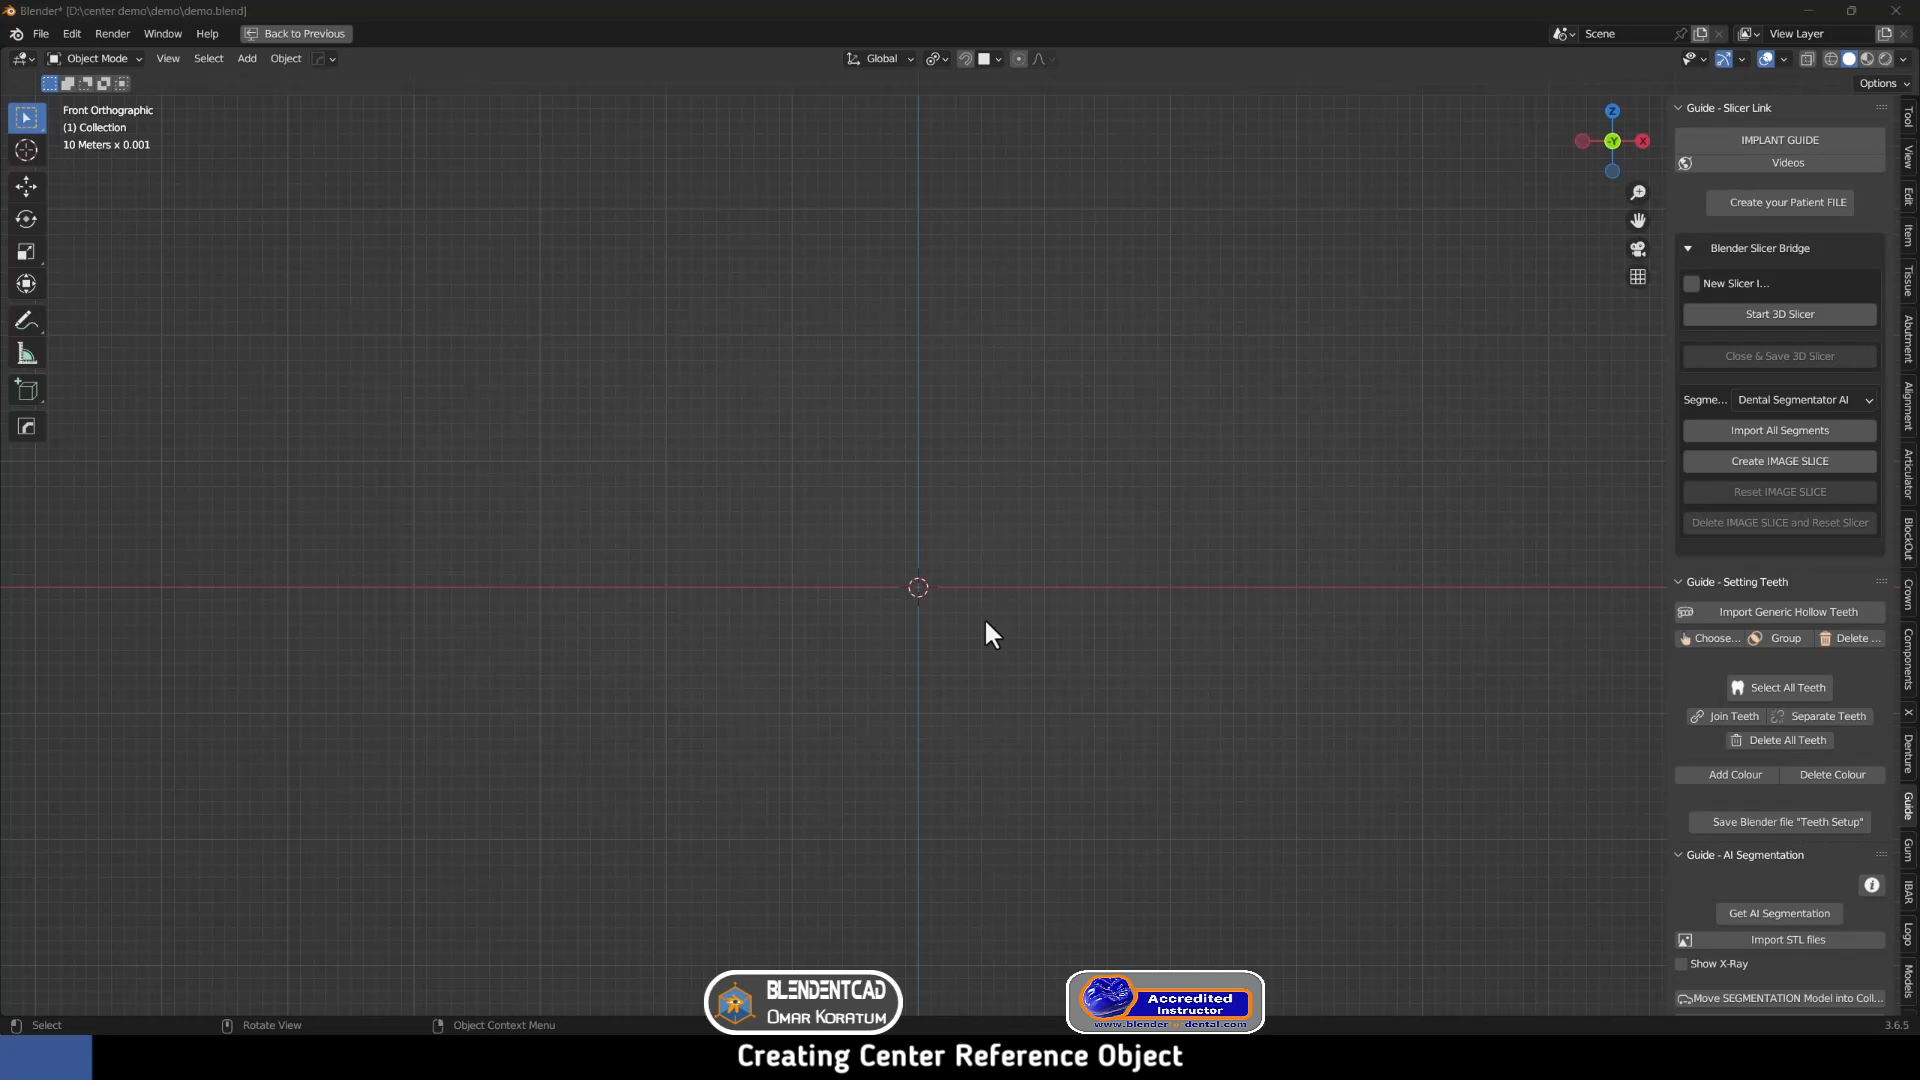 Blender* [D:\center demo\demo\demo.blend]
File Edit Render Window Help Back to Previous
Scene
View Layer
Object Mode View Select Add Object
Global
Options
Front Orthographic
(1) Collection
10 Meters x 0.001
Z
-Y
X
Guide - Slicer Link
IMPLANT GUIDE
Videos
Create your Patient FILE
Blender Slicer Bridge
New Slicer I...
Start 3D Slicer
Close & Save 3D Slicer
Segme... Dental Segmentator AI
Import All Segments
Create IMAGE SLICE
Reset IMAGE SLICE
Delete IMAGE SLICE and Reset Slicer
Guide - Setting Teeth
Import Generic Hollow Teeth
Choose... Group Delete ...
Select All Teeth
Join Teeth Separate Teeth
Delete All Teeth
Add Colour Delete Colour
Save Blender file "Teeth Setup"
Guide - AI Segmentation
Get AI Segmentation
Import STL files
Show X-Ray
Move SEGMENTATION Model into Coll...
Tool
View
Edit
Item
Tissue
Abutment
Alignment
Articulator
BlockOut
Crown
Components
X
Denture
Guide
Gum
IBAR
Logo
Models
Select
Rotate View
Object Context Menu
3.6.5
BLENDENTCAD
OMAR KORATUM
Accredited
Instructor
Creating Center Reference Object